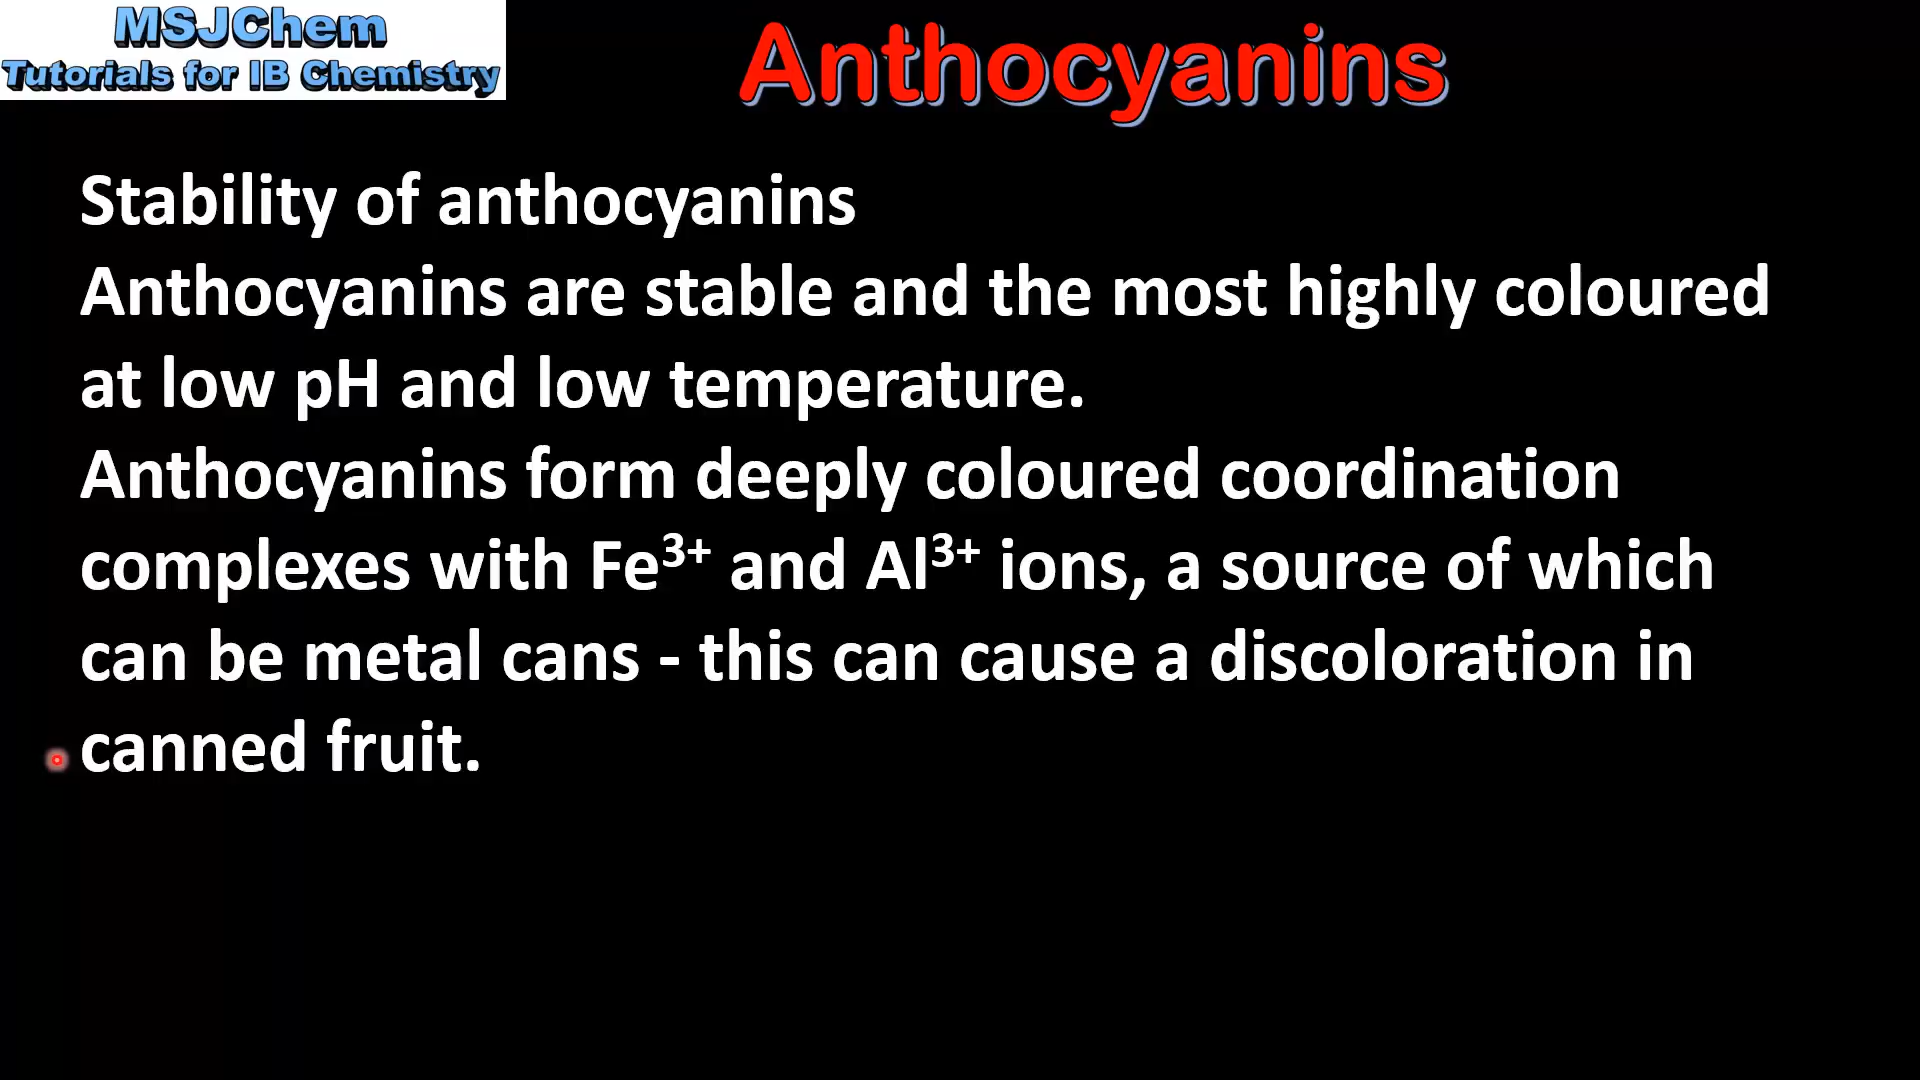 MSJChem
Tutorials for IB Chemistry
Anthocyanins
Stability of anthocyanins
Anthocyanins are stable and the most highly coloured
at low pH and low temperature.
Anthocyanins form deeply coloured coordination
complexes with Fe³⁺ and Al³⁺ ions, a source of which
can be metal cans - this can cause a discoloration in
canned fruit.